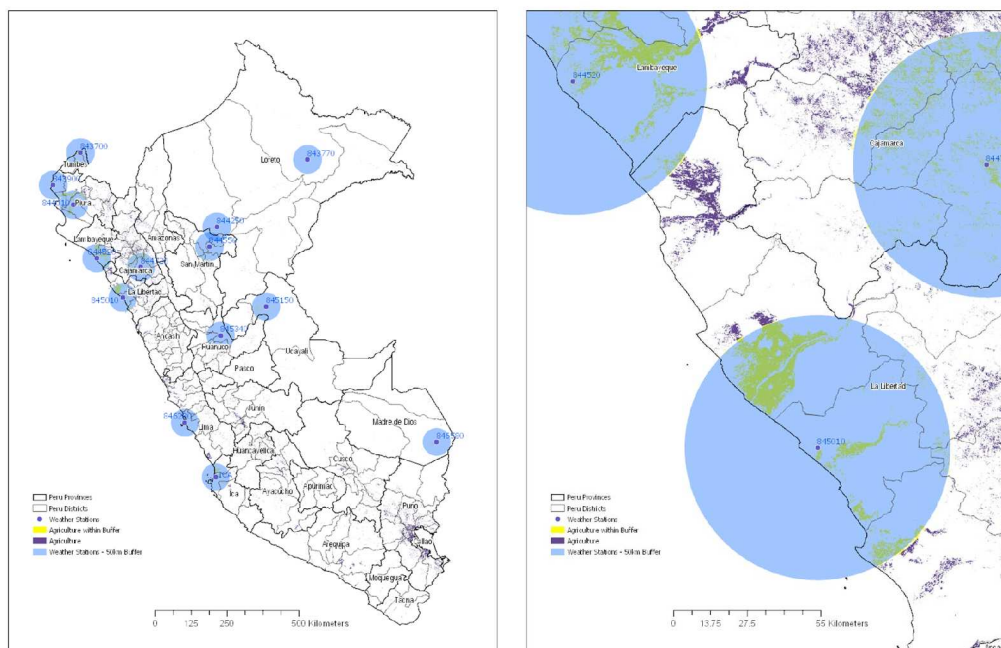 843700
Tumbes
843770
Loreto
Piura
844250
Amazonas
Lambayeque
San Martin
Cajamarca
La Libertad
845010
845150
Ancash
Huanuco
Ucayali
Pasco
Junin
Lima
Madre de Dios
Huancavelica
Cusco
Ica
Ayacucho
Apurimac
Puno
Arequipa
Moquegua
Tacna
Peru Provinces
Peru Districts
Weather Stations
Agriculture within Buffer
Agriculture
Weather Stations - 50km Buffer
0 125 250 500 Kilometers
Lambayeque
844520
Cajamarca
La Libertad
845010
Peru Provinces
Peru Districts
Weather Stations
Agriculture within Buffer
Agriculture
Weather Stations - 50km Buffer
0 13.75 27.5 55 Kilometers